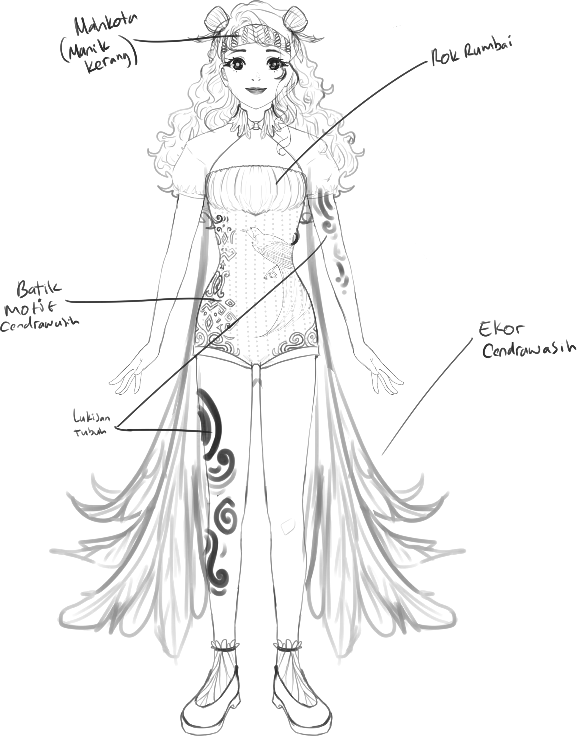 Mahkota
(Manik
kerang)
Rok Rumbai
Batik
Motif
Cendrawasih
Ekor
Cendrawasih
Lukisan
Tubuh